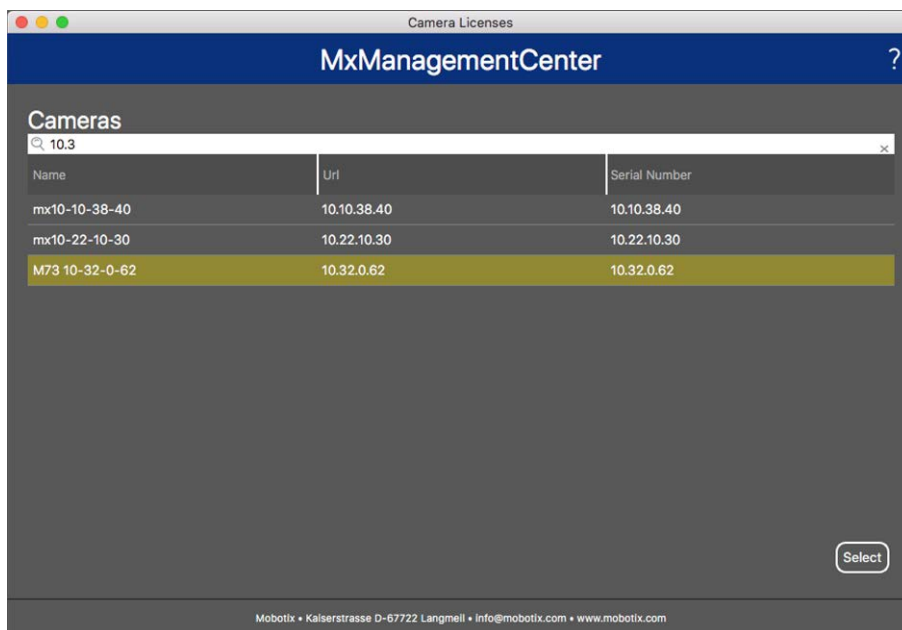 Camera Licenses
MxManagementCenter
?
Cameras
10.3
Name Url Serial Number
mx10-10-38-40 10.10.38.40 10.10.38.40
mx10-22-10-30 10.22.10.30 10.22.10.30
M73 10-32-0-62 10.32.0.62 10.32.0.62
Select
Mobotix • Kaiserstrasse D-67722 Langmeil • info@mobotix.com • www.mobotix.com